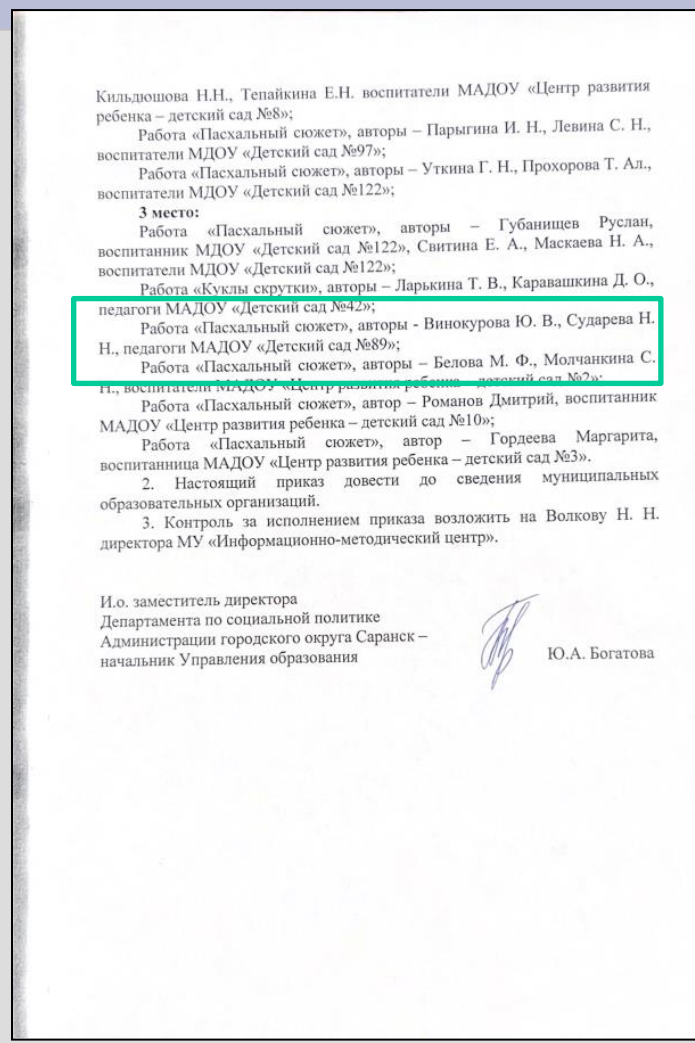 Кильдюшова Н.Н., Тепайкина Е.Н. воспитатели МАДОУ «Центр развития
ребенка – детский сад №8»;
Работа «Пасхальный сюжет», авторы – Парыгина И. Н., Левина С. Н.,
воспитатели МДОУ «Детский сад №97»;
Работа «Пасхальный сюжет», авторы – Уткина Г. Н., Прохорова Т. Ал.,
воспитатели МДОУ «Детский сад №122»;
3 место:
Работа «Пасхальный сюжет», авторы – Губанищев Руслан,
воспитанник МДОУ «Детский сад №122», Свитина Е. А., Маскаева Н. А.,
воспитатели МДОУ «Детский сад №122»;
Работа «Куклы скрутки», авторы – Ларькина Т. В., Каравашкина Д. О.,
педагоги МАДОУ «Детский сад №42»;
Работа «Пасхальный сюжет», авторы - Винокурова Ю. В., Сударева Н.
Н., педагоги МАДОУ «Детский сад №89»;
Работа «Пасхальный сюжет», авторы – Белова М. Ф., Молчанкина С.
Н., воспитатели МАДОУ «Центр развития ребенка – детский сад №2»;
Работа «Пасхальный сюжет», автор – Романов Дмитрий, воспитанник
МАДОУ «Центр развития ребенка – детский сад №10»;
Работа «Пасхальный сюжет», автор – Гордеева Маргарита,
воспитанница МАДОУ «Центр развития ребенка – детский сад №3».
2. Настоящий приказ довести до сведения муниципальных
образовательных организаций.
3. Контроль за исполнением приказа возложить на Волкову Н. Н.
директора МУ «Информационно-методический центр».
И.о. заместитель директора
Департамента по социальной политике
Администрации городского округа Саранск –
начальник Управления образования
Ю.А. Богатова